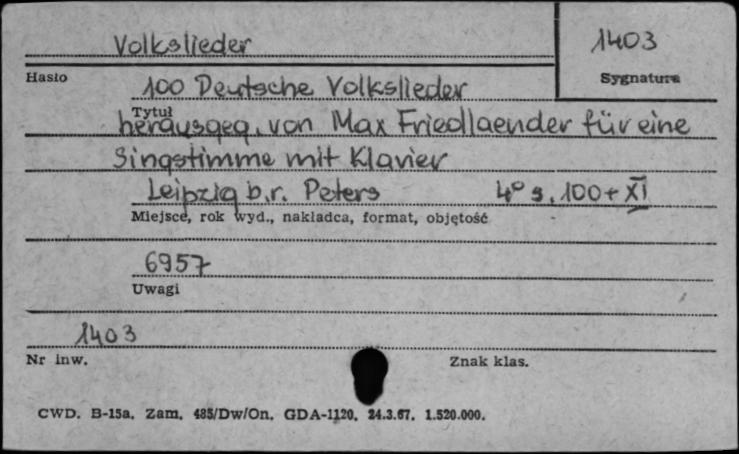 Volkslieder 1403
Hasło Sygnatura
100 Deutsche Volkslieder
Tytuł
herausgeg. von Max Friedlaender für eine
Singstimme mit Klavier
Leipzig b.r. Peters 4° s. 100 + XI
Miejsce, rok wyd., nakładca, format, objętość
6957
Uwagi
1403
Nr inw. Znak klas.
CWD. B-15a. Zam. 485/Dw/On. GDA-1120. 24.3.67. 1.520.000.